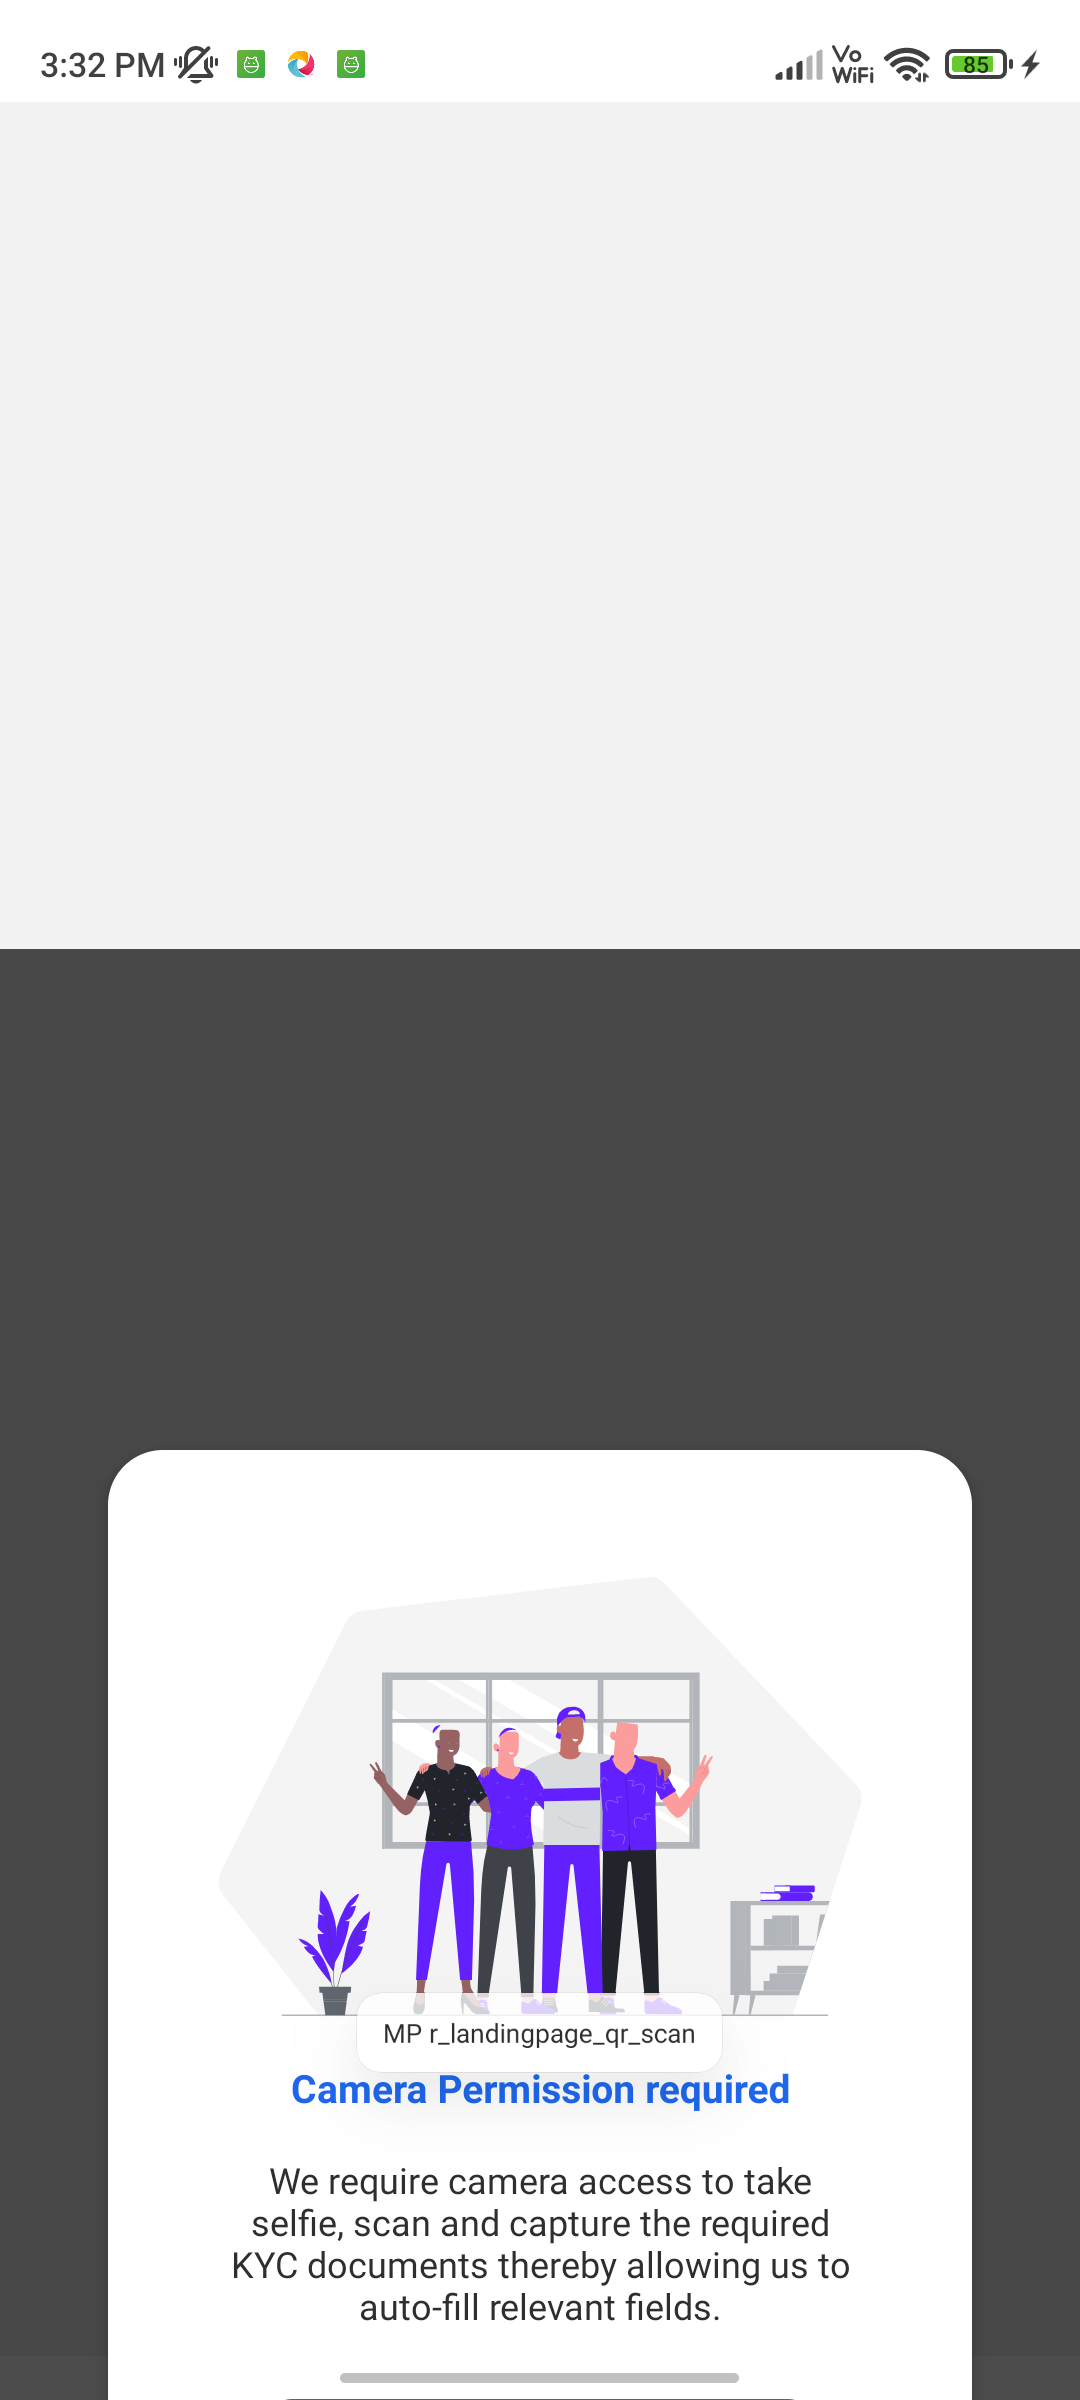 3:32 PM
Vo
WiFi
85
MP r_landingpage_qr_scan
Camera Permission required
We require camera access to take
selfie, scan and capture the required
KYC documents thereby allowing us to
auto-fill relevant fields.